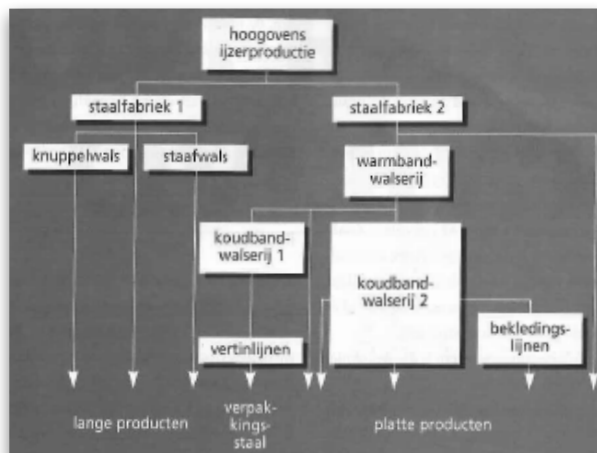 hoogovens
ijzerproductie
staalfabriek 1
staalfabriek 2
knuppelwals
staafwals
warmband-
walserij
koudband-
walserij 1
koudband-
walserij 2
vertinlijnen
bekledings-
lijnen
lange producten
verpak-
kings-
staal
platte producten